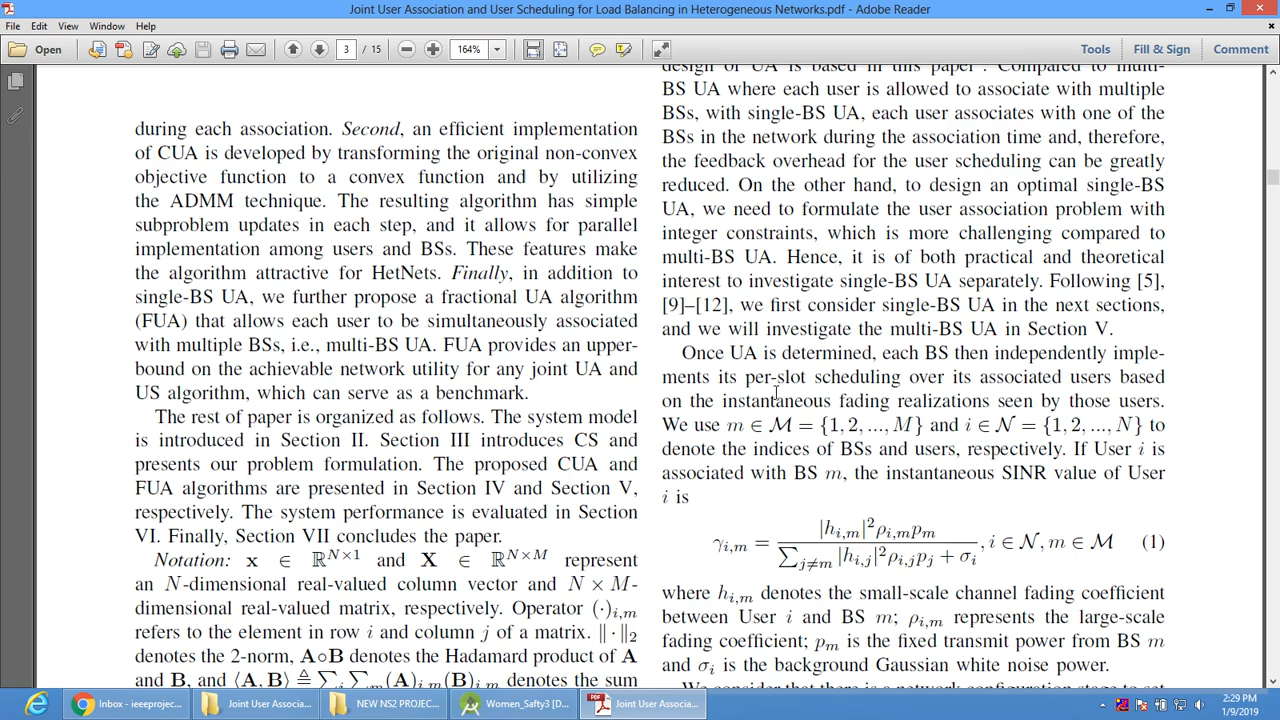 Joint User Association and User Scheduling for Load Balancing in Heterogeneous Networks.pdf - Adobe Reader
File Edit View Window Help
Open 3 / 15 164% Tools Fill & Sign Comment
during each association. Second, an efficient implementation
of CUA is developed by transforming the original non-convex
objective function to a convex function and by utilizing
the ADMM technique. The resulting algorithm has simple
subproblem updates in each step, and it allows for parallel
implementation among users and BSs. These features make
the algorithm attractive for HetNets. Finally, in addition to
single-BS UA, we further propose a fractional UA algorithm
(FUA) that allows each user to be simultaneously associated
with multiple BSs, i.e., multi-BS UA. FUA provides an upper-
bound on the achievable network utility for any joint UA and
US algorithm, which can serve as a benchmark.
The rest of paper is organized as follows. The system model
is introduced in Section II. Section III introduces CS and
presents our problem formulation. The proposed CUA and
FUA algorithms are presented in Section IV and Section V,
respectively. The system performance is evaluated in Section
VI. Finally, Section VII concludes the paper.
Notation: x ∈ ℝ^{N×1} and X ∈ ℝ^{N×M} represent
an N-dimensional real-valued column vector and N × M-
dimensional real-valued matrix, respectively. Operator (·)_{i,m}
refers to the element in row i and column j of a matrix. ‖ · ‖₂
denotes the 2-norm, A∘B denotes the Hadamard product of A
and B, and ⟨A, B⟩ ≜ ∑_i ∑_m (A)_{i,m}(B)_{i,m} denotes the sum
design of UA is based in this paper . Compared to multi-
BS UA where each user is allowed to associate with multiple
BSs, with single-BS UA, each user associates with one of the
BSs in the network during the association time and, therefore,
the feedback overhead for the user scheduling can be greatly
reduced. On the other hand, to design an optimal single-BS
UA, we need to formulate the user association problem with
integer constraints, which is more challenging compared to
multi-BS UA. Hence, it is of both practical and theoretical
interest to investigate single-BS UA separately. Following [5],
[9]–[12], we first consider single-BS UA in the next sections,
and we will investigate the multi-BS UA in Section V.
Once UA is determined, each BS then independently imple-
ments its per-slot scheduling over its associated users based
on the instantaneous fading realizations seen by those users.
We use m ∈ ℳ = {1, 2, ..., M} and i ∈ 𝒩 = {1, 2, ..., N} to
denote the indices of BSs and users, respectively. If User i is
associated with BS m, the instantaneous SINR value of User
i is
γ_{i,m} = |h_{i,m}|²ρ_{i,m}p_m / (∑_{j≠m} |h_{i,j}|²ρ_{i,j}p_j + σ_i), i ∈ 𝒩, m ∈ ℳ (1)
where h_{i,m} denotes the small-scale channel fading coefficient
between User i and BS m; ρ_{i,m} represents the large-scale
fading coefficient; p_m is the fixed transmit power from BS m
and σ_i is the background Gaussian white noise power.
We consider that there is a network configuration stage to set
Inbox - ieeeprojec... Joint User Associa... NEW NS2 PROJEC... Women_Safty3 [D... Joint User Associa...
2:29 PM
1/9/2019